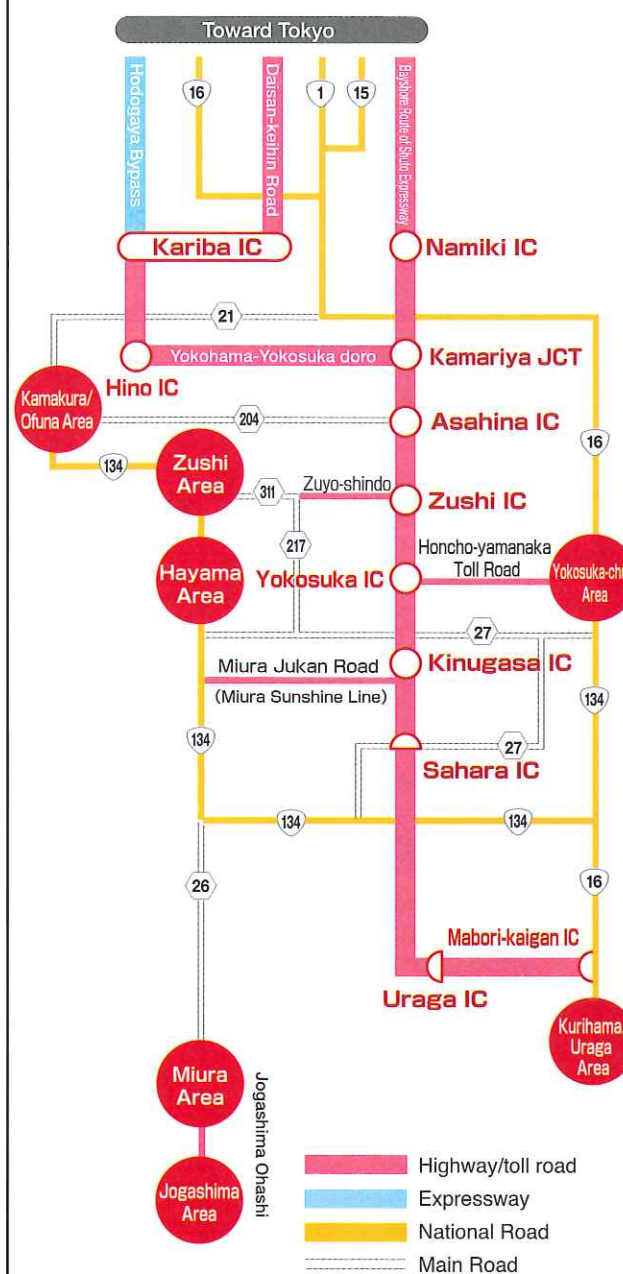 Toward Tokyo
Hodogaya Bypass
16
Daisan-keihin Road
1
15
Bayshore Route of Shuto Expressway
Kariba IC
Namiki IC
21
Hino IC
Yokohama-Yokosuka doro
Kamariya JCT
Kamakura/
Ofuna Area
204
Asahina IC
16
134
Zushi
Area
311
Zuyo-shindo
Zushi IC
217
Hayama
Area
Yokosuka IC
Honcho-yamanaka
Toll Road
Yokosuka-chu
Area
27
Miura Jukan Road
(Miura Sunshine Line)
Kinugasa IC
134
134
27
Sahara IC
134
134
26
16
Mabori-kaigan IC
Uraga IC
Kurihama/
Uraga
Area
Miura
Area
Jogashima Ohashi
Jogashima
Area
Highway/toll road
Expressway
National Road
Main Road